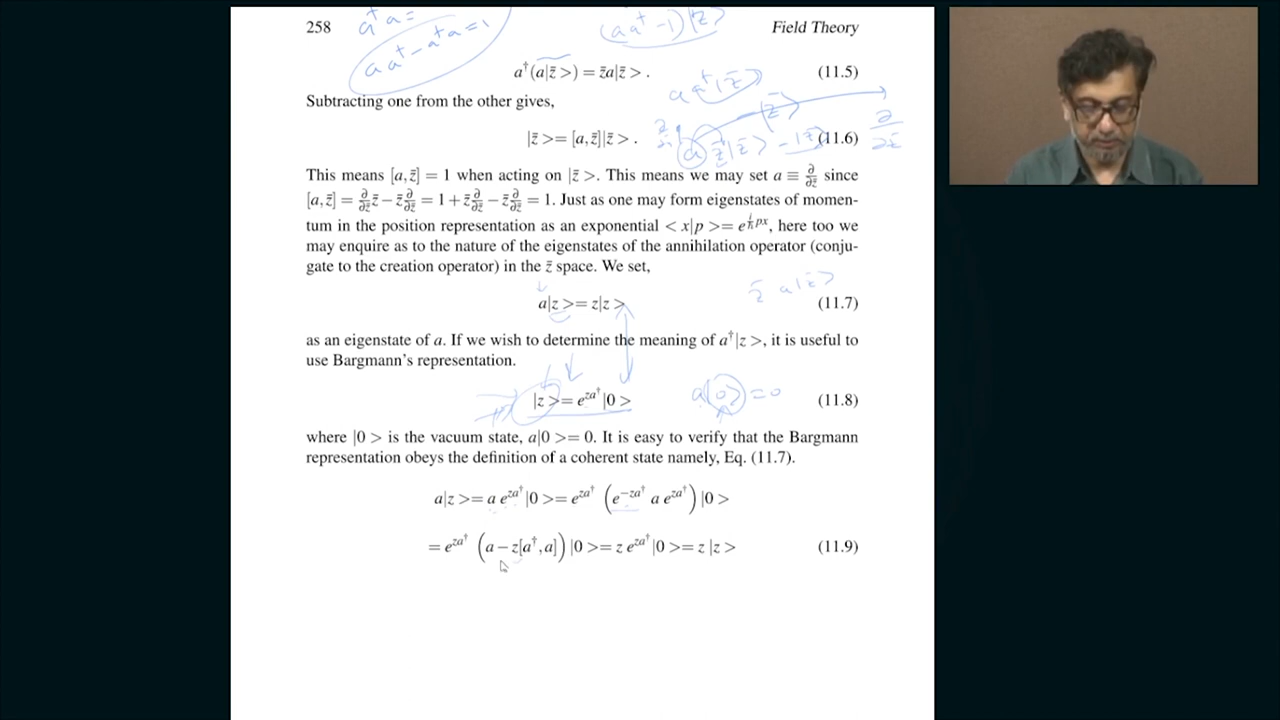 258 Field Theory
a† a =
a a† − a† a = 1
(a a† − 1) |z̄>
a†(a|z̄ >) = z̄a|z̄ > . (11.5)
a a† |z̄>
Subtracting one from the other gives,
|z̄ >= [a, z̄]|z̄ > . (11.6)
a z̄ |z̄> − |z̄>
∂/∂z̄
This means [a, z̄] = 1 when acting on |z̄ >. This means we may set a ≡ ∂/∂z̄ since
[a, z̄] = ∂/∂z̄ z̄ − z̄ ∂/∂z̄ = 1 + z̄ ∂/∂z̄ − z̄ ∂/∂z̄ = 1. Just as one may form eigenstates of momen-
tum in the position representation as an exponential < x|p >= e^{i/ħ px}, here too we
may enquire as to the nature of the eigenstates of the annihilation operator (conju-
gate to the creation operator) in the z̄ space. We set,
z̄ a|z̄>
a|z >= z|z > (11.7)
as an eigenstate of a. If we wish to determine the meaning of a†|z >, it is useful to
use Bargmann's representation.
|z >= e^{za†}|0 > (11.8)
a|0> = 0
where |0 > is the vacuum state, a|0 >= 0. It is easy to verify that the Bargmann
representation obeys the definition of a coherent state namely, Eq. (11.7).
a|z >= a e^{za†}|0 >= e^{za†} (e^{−za†} a e^{za†}) |0 >
= e^{za†} (a − z[a†, a]) |0 >= z e^{za†}|0 >= z |z > (11.9)